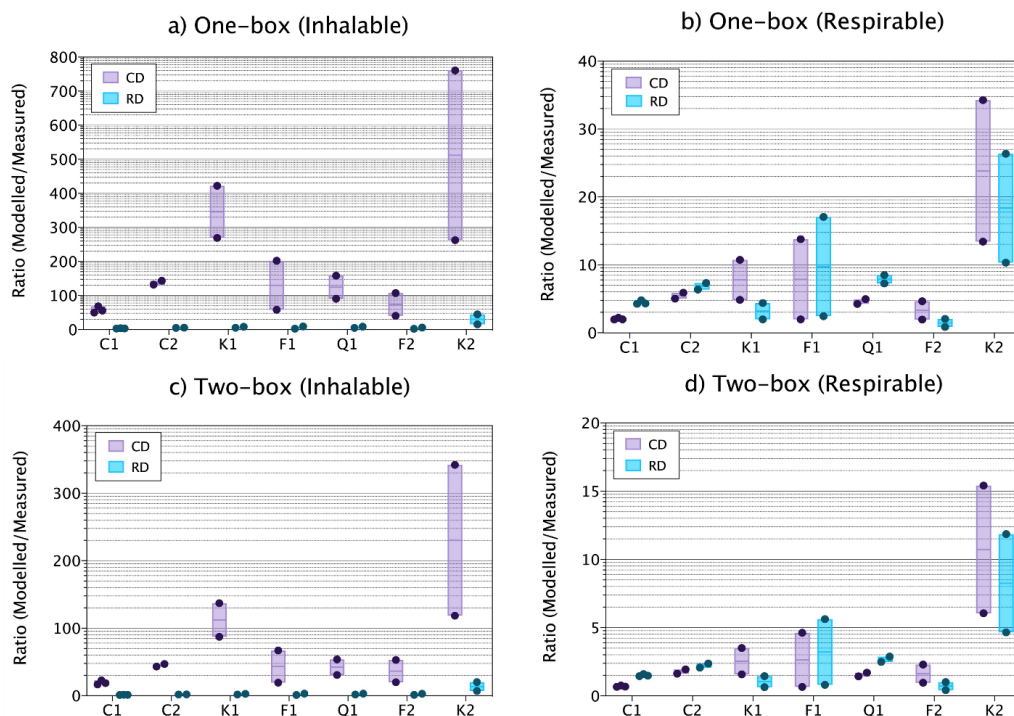 a) One-box (Inhalable)
Ratio (Modelled/Measured)
800
700
600
500
400
300
200
100
0
CD
RD
C1 C2 K1 F1 Q1 F2 K2
b) One-box (Respirable)
Ratio (Modelled/Measured)
40
30
20
10
0
CD
RD
C1 C2 K1 F1 Q1 F2 K2
c) Two-box (Inhalable)
Ratio (Modelled/Measured)
400
300
200
100
0
CD
RD
C1 C2 K1 F1 Q1 F2 K2
d) Two-box (Respirable)
Ratio (Modelled/Measured)
20
15
10
5
0
CD
RD
C1 C2 K1 F1 Q1 F2 K2